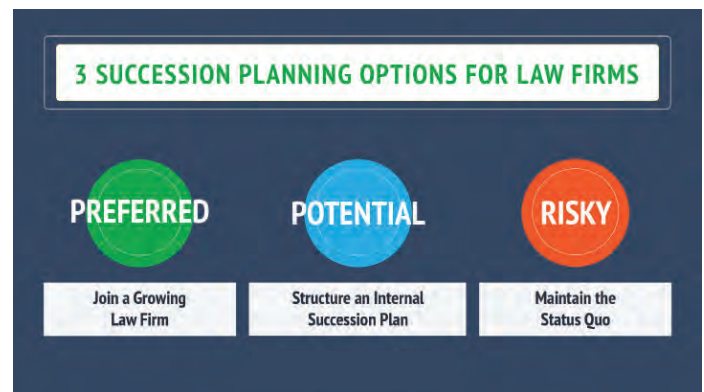 3 SUCCESSION PLANNING OPTIONS FOR LAW FIRMS
PREFERRED
Join a Growing
Law Firm
POTENTIAL
Structure an Internal
Succession Plan
RISKY
Maintain the
Status Quo